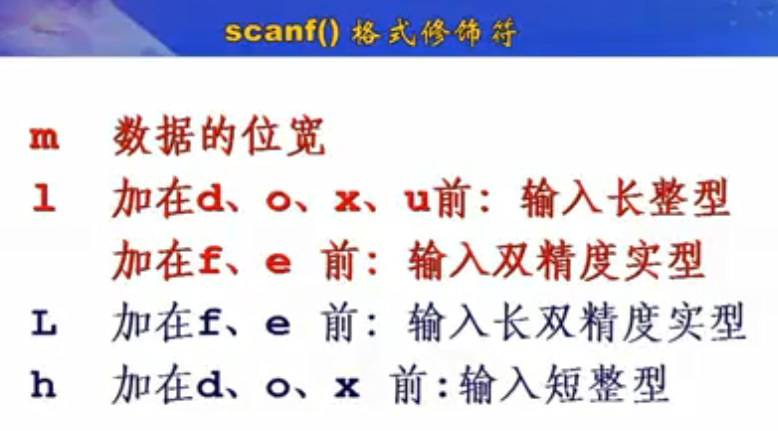 scanf() 格式修饰符
m 数据的位宽
l 加在d、o、x、u前: 输入长整型
加在f、e 前: 输入双精度实型
L 加在f、e 前: 输入长双精度实型
h 加在d、o、x 前:输入短整型